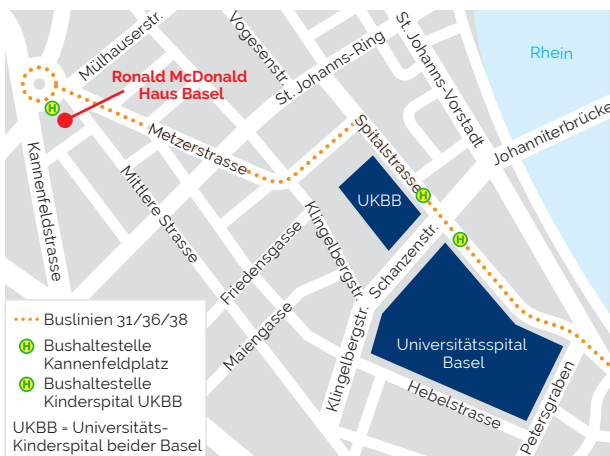 Mülhauserstr.
Vogesenstr.
St. Johanns-Ring
St. Johanns-Vorstadt
Rhein
Ronald McDonald
Haus Basel
H
Metzerstrasse
Spitalstrasse
Johanniterbrücke
Kannenfeldstrasse
Mittlere Strasse
UKBB
H
H
Klingelbergstr.
Schanzenstr.
Friedensgasse
Maiengasse
Klingelbergstr.
Universitätsspital
Basel
Hebelstrasse
Petersgraben
Buslinien 31/36/38
H Bushaltestelle
Kannenfeldplatz
H Bushaltestelle
Kinderspital UKBB
UKBB = Universitäts-
Kinderspital beider Basel